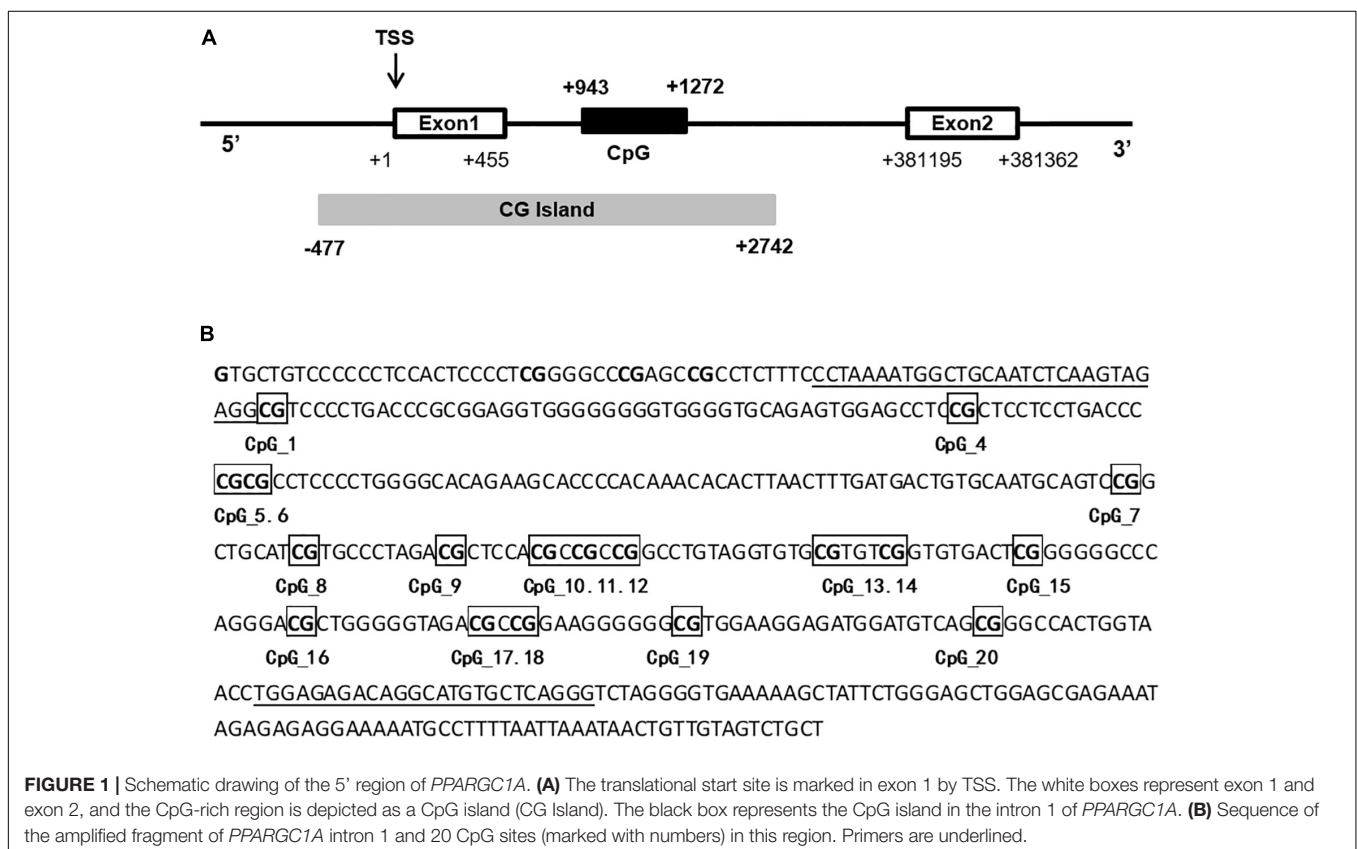 A
TSS
+943 +1272
Exon1 Exon2
5’ CpG 3’
+1 +455 +381195 +381362
CG Island
-477 +2742
B
GTGCTGTCCCCCCTCCACTCCCCTCGGGGCCCGAGCCGCCTCTTTCCCTAAAATGGCTGCAATCTCAAGTAG
AGGCGTCCCCTGACCCGCGGAGGTGGGGGGGGTGGGGTGCAGAGTGGAGCCTCCGCTCCTCCTGACCC
CpG_1 CpG_4
CGCGCCTCCCCTGGGGCACAGAAGCACCCCACAAACACACTTAACTTTGATGACTGTGCAATGCAGTCCGG
CpG_5.6 CpG_7
CTGCATCGTGCCCTAGACGCTCCACGCCGCCGGCCTGTAGGTGTGCGTGTCGGTGTGACTCGGGGGGCCC
CpG_8 CpG_9 CpG_10.11.12 CpG_13.14 CpG_15
AGGGACGCTGGGGGTAGACGCCGGAAGGGGGGCGTGGAAGGAGATGGATGTCAGCGGGCCACTGGTA
CpG_16 CpG_17.18 CpG_19 CpG_20
ACCTGGAGAGACAGGCATGTGCTCAGGGTCTAGGGGTGAAAAAGCTATTCTGGGAGCTGGAGCGAGAAAT
AGAGAGAGGAAAAATGCCTTTTAATTAAATAACTGTTGTAGTCTGCT
FIGURE 1 | Schematic drawing of the 5’ region of PPARGC1A. (A) The translational start site is marked in exon 1 by TSS. The white boxes represent exon 1 and
exon 2, and the CpG-rich region is depicted as a CpG island (CG Island). The black box represents the CpG island in the intron 1 of PPARGC1A. (B) Sequence of
the amplified fragment of PPARGC1A intron 1 and 20 CpG sites (marked with numbers) in this region. Primers are underlined.